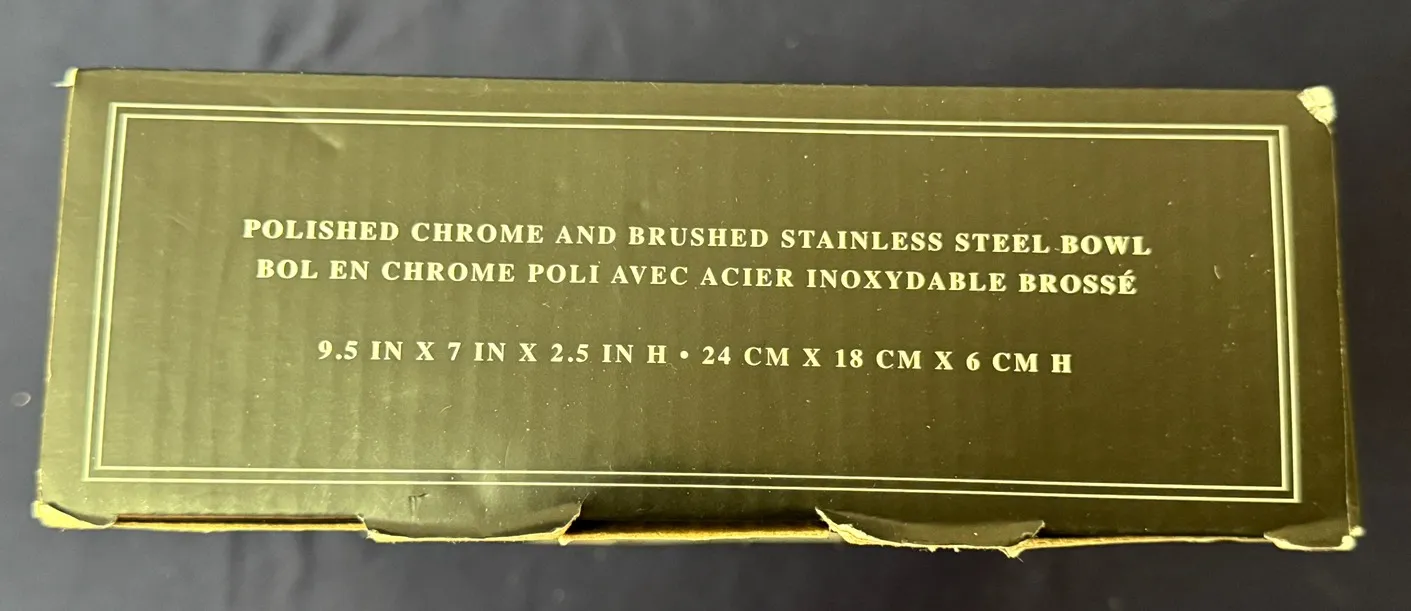 POLISHED CHROME AND BRUSHED STAINLESS STEEL BOWL
BOL EN CHROME POLI AVEC ACIER INOXYDABLE BROSSÉ
9.5 IN X 7 IN X 2.5 IN H • 24 CM X 18 CM X 6 CM H